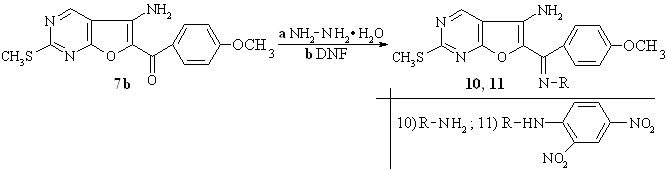 N
NH₂
CH₃S
N
O
O
OCH₃
7b
a NH₂-NH₂•H₂O
b DNF
N
NH₂
CH₃S
N
O
N-R
OCH₃
10, 11
10) R-NH₂ ; 11) R-HN
NO₂
NO₂